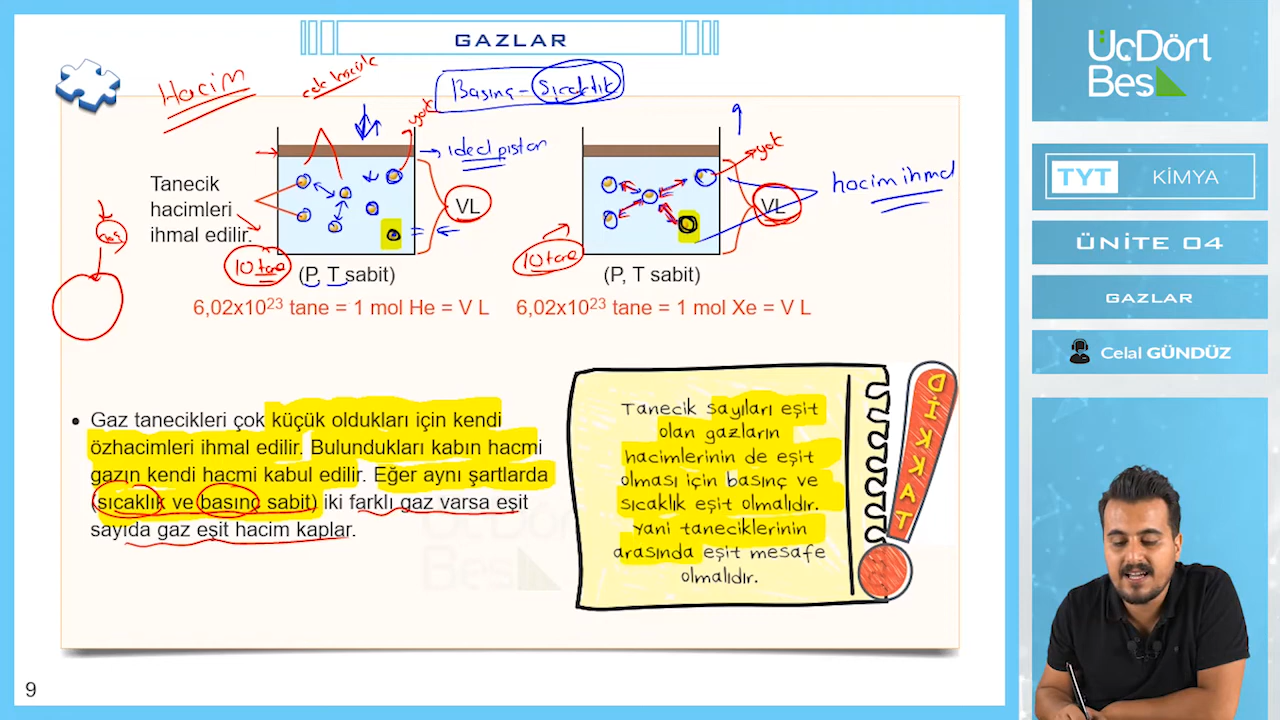 GAZLAR
Hacim
Basınç - Sıcaklık
yok
ideal piston
yok
hacim ihmal
Tanecik
hacimleri
ihmal edilir.
VL
VL
10 tane
10 tane
(P, T sabit)
(P, T sabit)
6,02x10²³ tane = 1 mol He = V L
6,02x10²³ tane = 1 mol Xe = V L
• Gaz tanecikleri çok küçük oldukları için kendi
özhacimleri ihmal edilir. Bulundukları kabın hacmi
gazın kendi hacmi kabul edilir. Eğer aynı şartlarda
(sıcaklık ve basınç sabit) iki farklı gaz varsa eşit
sayıda gaz eşit hacim kaplar.
Tanecik sayıları eşit
olan gazların
hacimlerinin de eşit
olması için basınç ve
sıcaklık eşit olmalıdır.
Yani taneciklerinin
arasında eşit mesafe
olmalıdır.
DİKKAT
ÜçDört
Beş
9
ÜçDört
Beş
TYT KİMYA
ÜNİTE 04
GAZLAR
Celal GÜNDÜZ